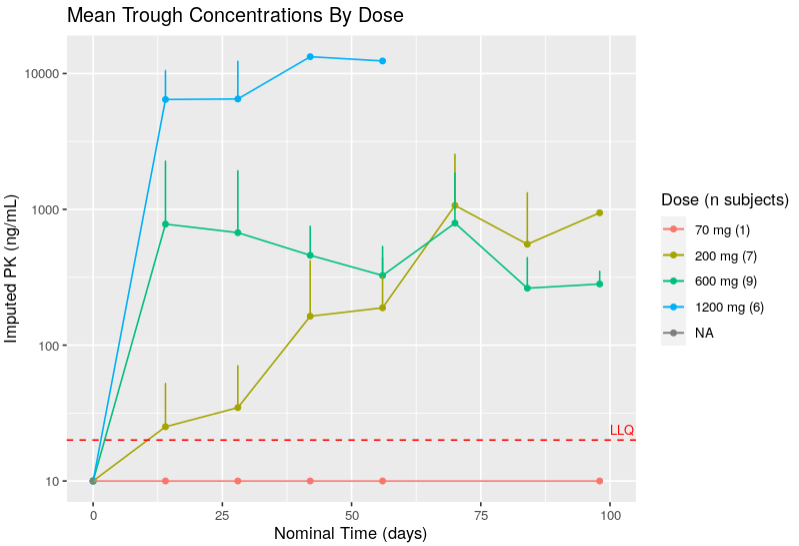 Mean Trough Concentrations By Dose
Imputed PK (ng/mL)
10000
1000
100
10
LLQ
0
25
50
75
100
Nominal Time (days)
Dose (n subjects)
70 mg (1)
200 mg (7)
600 mg (9)
1200 mg (6)
NA